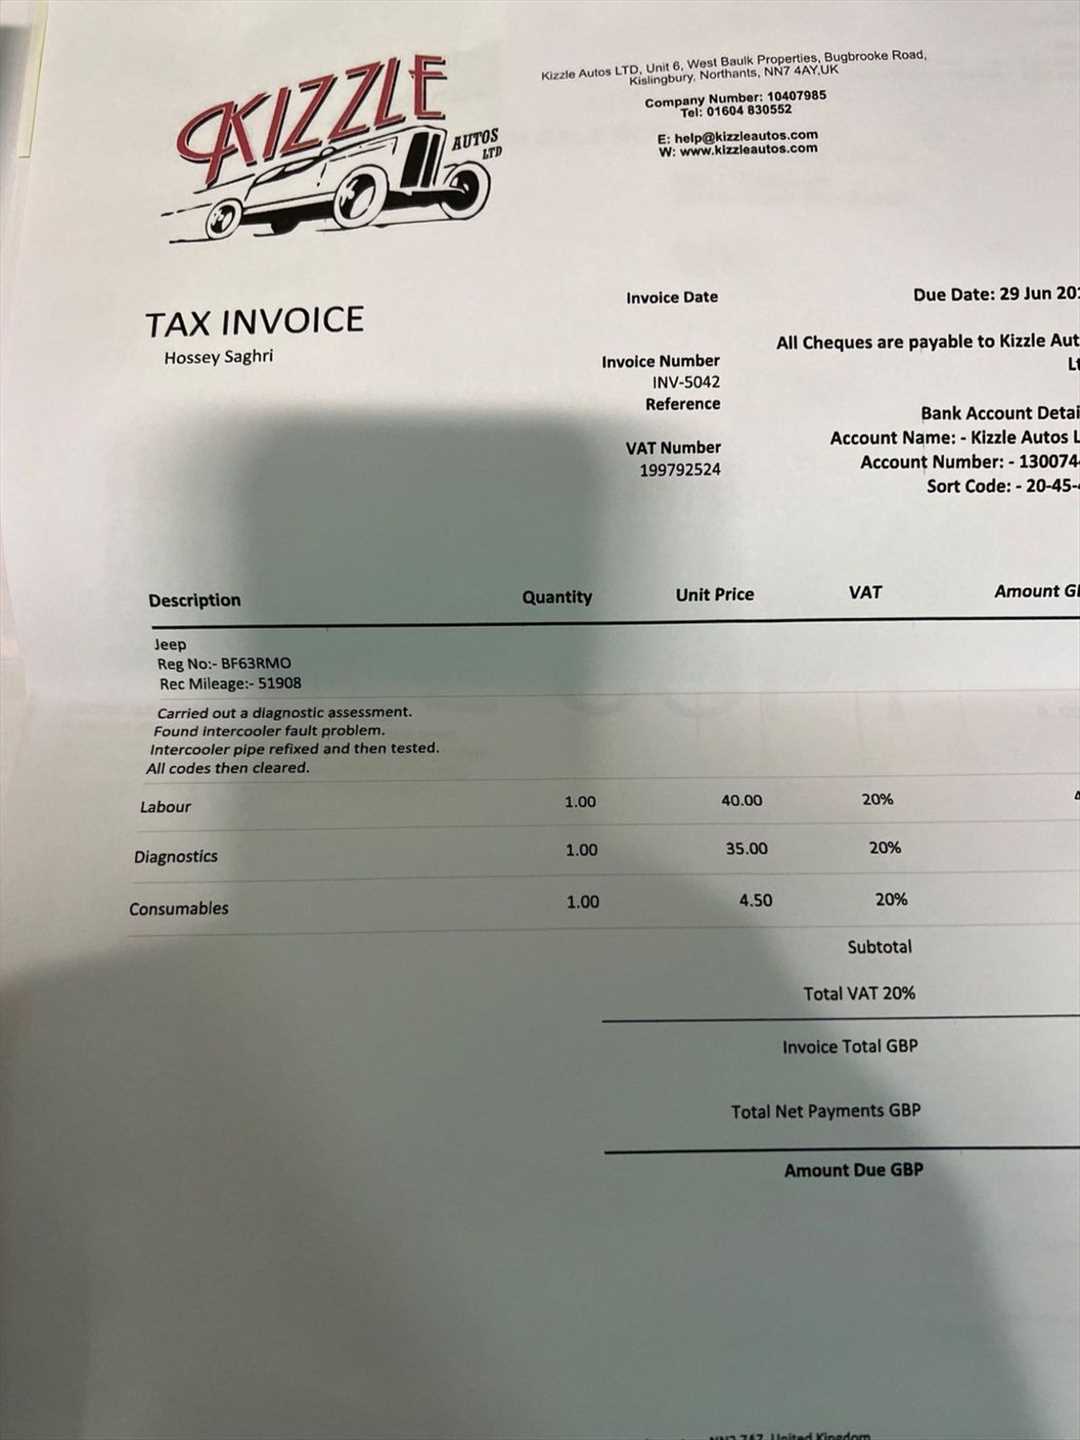 KIZZLE
AUTOS
LTD
Kizzle Autos LTD, Unit 6, West Baulk Properties, Bugbrooke Road,
Kislingbury, Northants, NN7 4AY,UK
Company Number: 10407985
Tel: 01604 830552
E: help@kizzleautos.com
W: www.kizzleautos.com
TAX INVOICE
Hossey Saghri
Invoice Date
Invoice Number
INV-5042
Reference
VAT Number
199792524
Due Date: 29 Jun 20
All Cheques are payable to Kizzle Aut
Lt
Bank Account Detai
Account Name: - Kizzle Autos L
Account Number: - 130074
Sort Code: - 20-45-
Description Quantity Unit Price VAT Amount G
Jeep
Reg No:- BF63RMO
Rec Mileage:- 51908
Carried out a diagnostic assessment.
Found intercooler fault problem.
Intercooler pipe refixed and then tested.
All codes then cleared.
Labour 1.00 40.00 20%
Diagnostics 1.00 35.00 20%
Consumables 1.00 4.50 20%
Subtotal
Total VAT 20%
Invoice Total GBP
Total Net Payments GBP
Amount Due GBP
United Kingdom